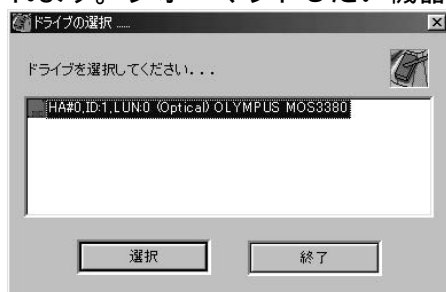 ドライブの選択 .....
ドライブを選択してください...
HA#0,ID:1,LUN:0 (Optical) OLYMPUS MOS3380
選択
終了